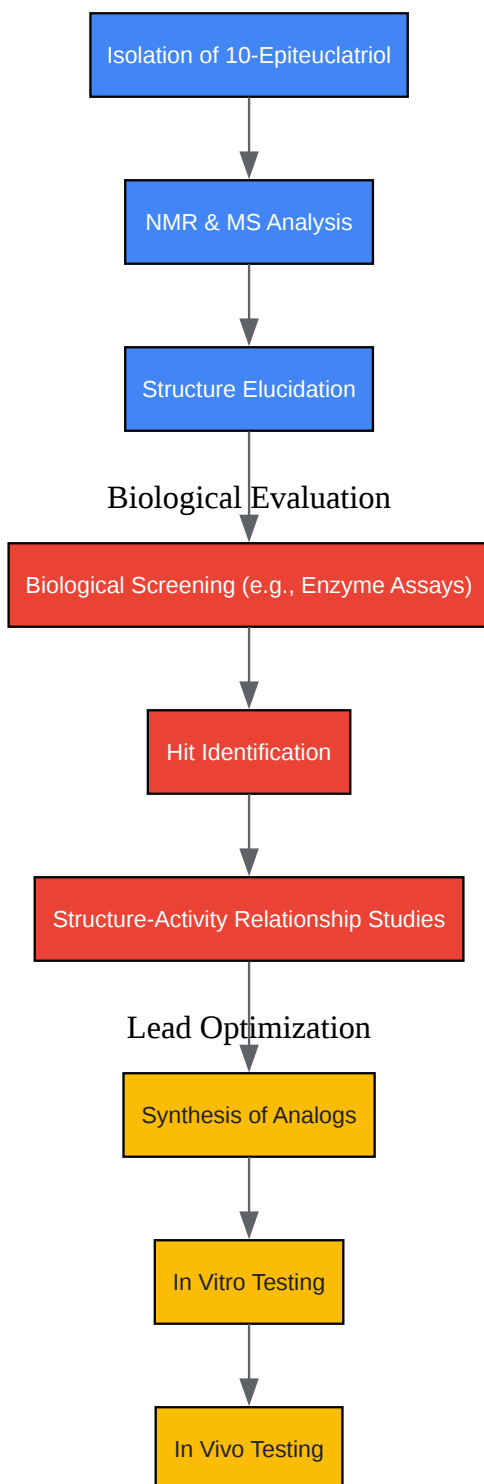 Isolation of 10-Epiteuclatriol
NMR & MS Analysis
Structure Elucidation
Biological Evaluation
Biological Screening (e.g., Enzyme Assays)
Hit Identification
Structure-Activity Relationship Studies
Lead Optimization
Synthesis of Analogs
In Vitro Testing
In Vivo Testing